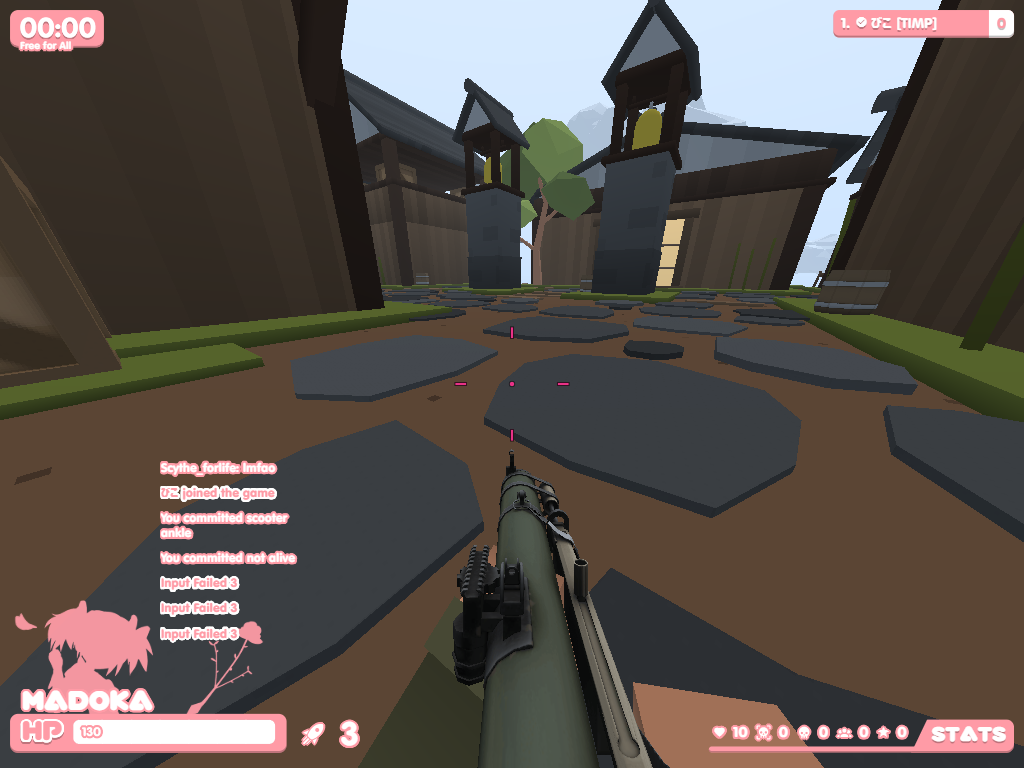 00:00
Free for All
1. ぴこ [TIMP] 0
Scythe_forlife: lmfao
ぴこ joined the game
You committed scooter
ankle
You committed not alive
Input Failed 3
Input Failed 3
Input Failed 3
MADOKA
HP 130
3
10 0 0 0 0 STATS